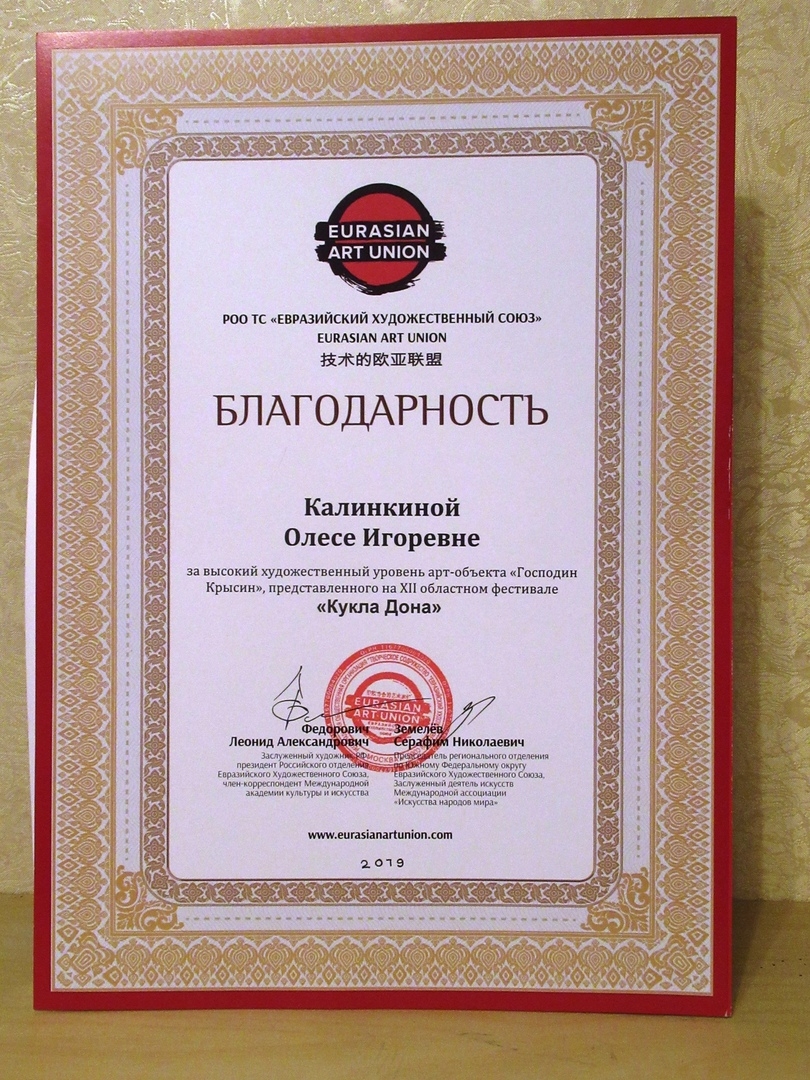 EURASIAN
ART UNION
РОО ТС «ЕВРАЗИЙСКИЙ ХУДОЖЕСТВЕННЫЙ СОЮЗ»
EURASIAN ART UNION
技术的欧亚联盟
БЛАГОДАРНОСТЬ
Калинкиной
Олесе Игоревне
за высокий художественный уровень арт-объекта «Господин
Крысин», представленного на XII областном фестивале
«Кукла Дона»
EURASIAN
ART UNION
Федорович
Леонид Александрович
Заслуженный художник РФ
президент Российского отделения
Евразийского Художественного Союза,
член-корреспондент Международной
академии культуры и искусства
Земелёв
Серафим Николаевич
Председатель регионального отделения
по Южному Федеральному округу
Евразийского Художественного Союза,
Заслуженный деятель искусств
Международной ассоциации
«Искусства народов мира»
www.eurasianartunion.com
2019